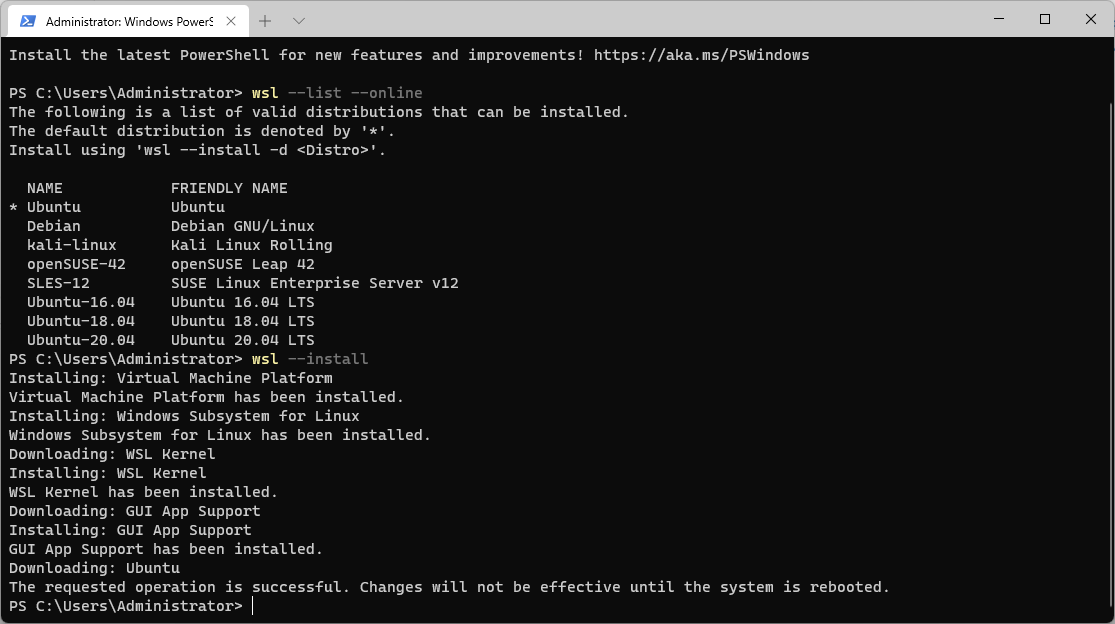 Administrator: Windows PowerS
Install the latest PowerShell for new features and improvements! https://aka.ms/PSWindows
PS C:\Users\Administrator> wsl --list --online
The following is a list of valid distributions that can be installed.
The default distribution is denoted by '*'.
Install using 'wsl --install -d <Distro>'.
NAME FRIENDLY NAME
* Ubuntu Ubuntu
Debian Debian GNU/Linux
kali-linux Kali Linux Rolling
openSUSE-42 openSUSE Leap 42
SLES-12 SUSE Linux Enterprise Server v12
Ubuntu-16.04 Ubuntu 16.04 LTS
Ubuntu-18.04 Ubuntu 18.04 LTS
Ubuntu-20.04 Ubuntu 20.04 LTS
PS C:\Users\Administrator> wsl --install
Installing: Virtual Machine Platform
Virtual Machine Platform has been installed.
Installing: Windows Subsystem for Linux
Windows Subsystem for Linux has been installed.
Downloading: WSL Kernel
Installing: WSL Kernel
WSL Kernel has been installed.
Downloading: GUI App Support
Installing: GUI App Support
GUI App Support has been installed.
Downloading: Ubuntu
The requested operation is successful. Changes will not be effective until the system is rebooted.
PS C:\Users\Administrator>